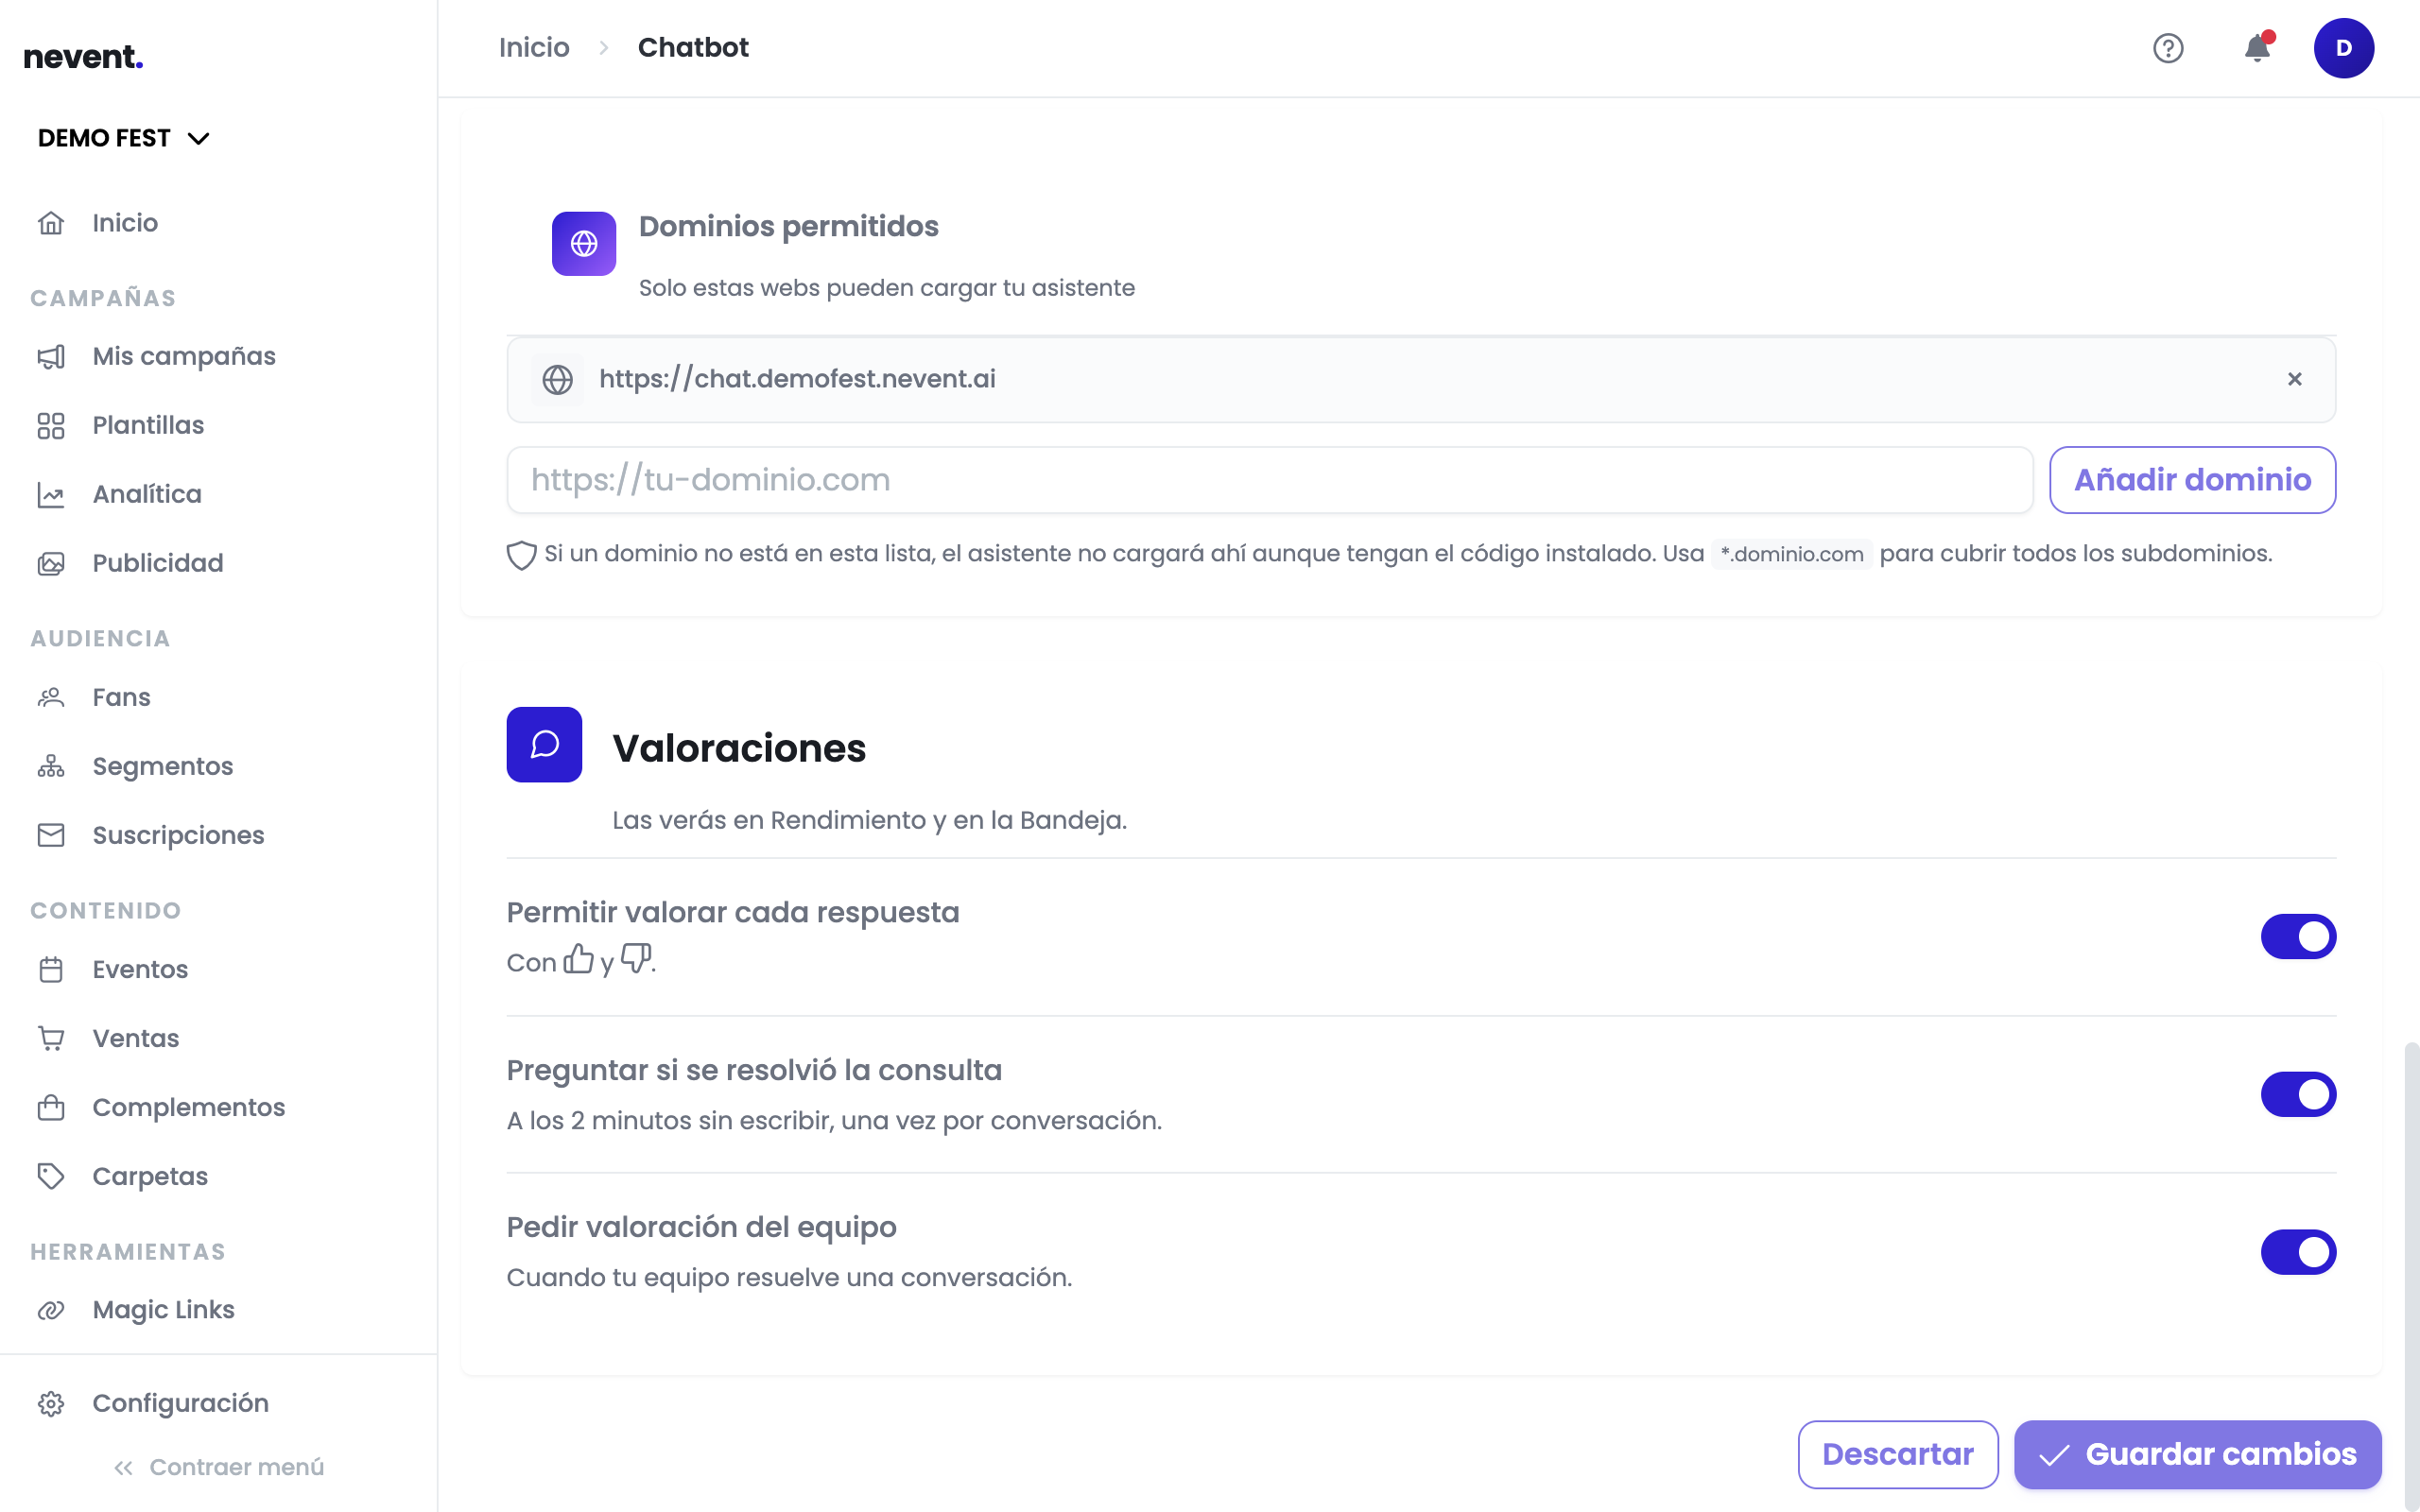 nevent.
DEMO FEST
Inicio
CAMPAÑAS
Mis campañas
Plantillas
Analítica
Publicidad
AUDIENCIA
Fans
Segmentos
Suscripciones
CONTENIDO
Eventos
Ventas
Complementos
Carpetas
HERRAMIENTAS
Magic Links
Configuración
Contraer menú
Inicio > Chatbot
D
Dominios permitidos
Solo estas webs pueden cargar tu asistente
https://chat.demofest.nevent.ai
https://tu-dominio.com
Añadir dominio
Si un dominio no está en esta lista, el asistente no cargará ahí aunque tengan el código instalado. Usa *.dominio.com para cubrir todos los subdominios.
Valoraciones
Las verás en Rendimiento y en la Bandeja.
Permitir valorar cada respuesta
Con y .
Preguntar si se resolvió la consulta
A los 2 minutos sin escribir, una vez por conversación.
Pedir valoración del equipo
Cuando tu equipo resuelve una conversación.
Descartar
Guardar cambios